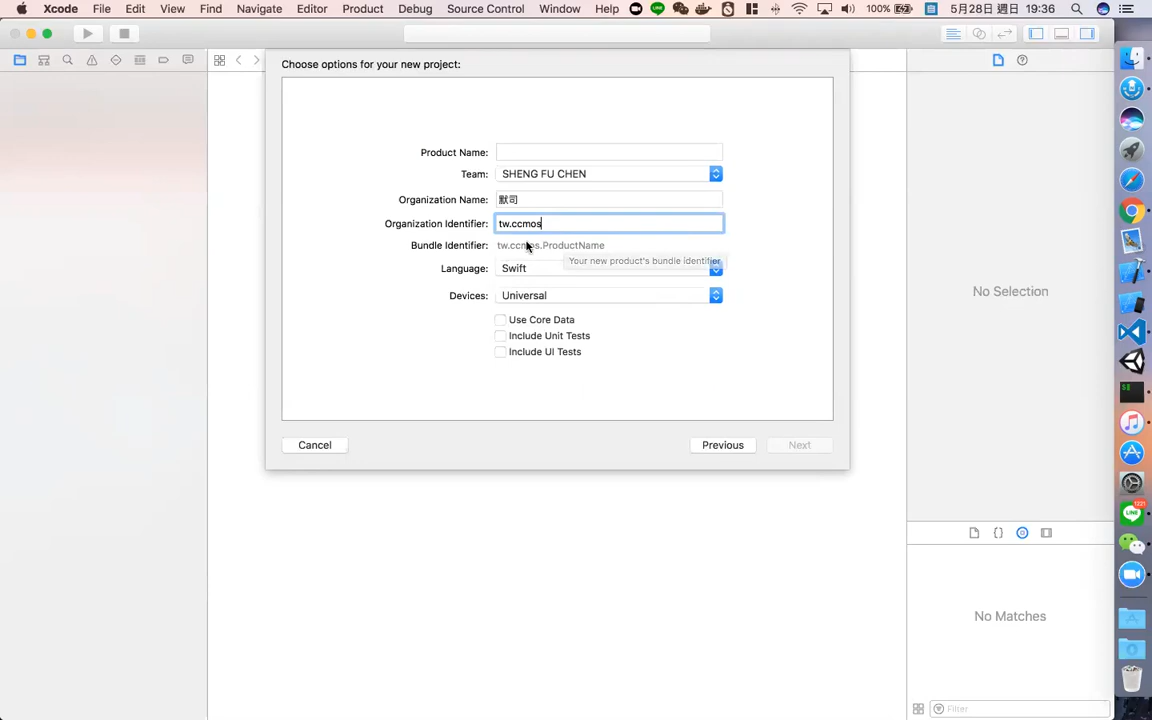 Xcode File Edit View Find Navigate Editor Product Debug Source Control Window Help 100% 5月28日 週日 19:36
Choose options for your new project:
Product Name:
Team: SHENG FU CHEN
Organization Name: 默司
Organization Identifier: tw.ccmos
Bundle Identifier: tw.ccmos.ProductName
Your new product's bundle identifier
Language: Swift
Devices: Universal
Use Core Data
Include Unit Tests
Include UI Tests
No Selection
Cancel Previous Next
No Matches
Filter